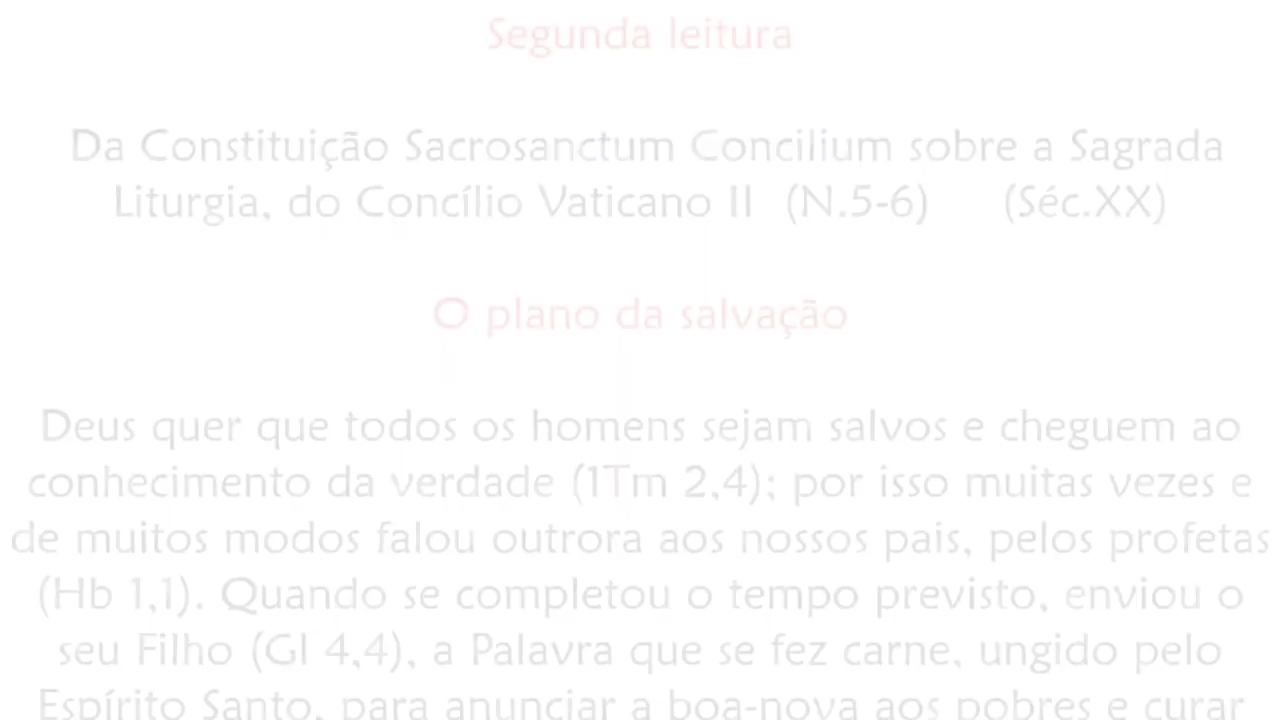 Segunda leitura
Da Constituição Sacrosanctum Concilium sobre a Sagrada
Liturgia, do Concílio Vaticano II (N.5-6) (Séc.XX)
O plano da salvação
Deus quer que todos os homens sejam salvos e cheguem ao
conhecimento da verdade (1Tm 2,4); por isso muitas vezes e
de muitos modos falou outrora aos nossos pais, pelos profetas
(Hb 1,1). Quando se completou o tempo previsto, enviou o
seu Filho (Gl 4,4), a Palavra que se fez carne, ungido pelo
Espírito Santo, para anunciar a boa-nova aos pobres e curar